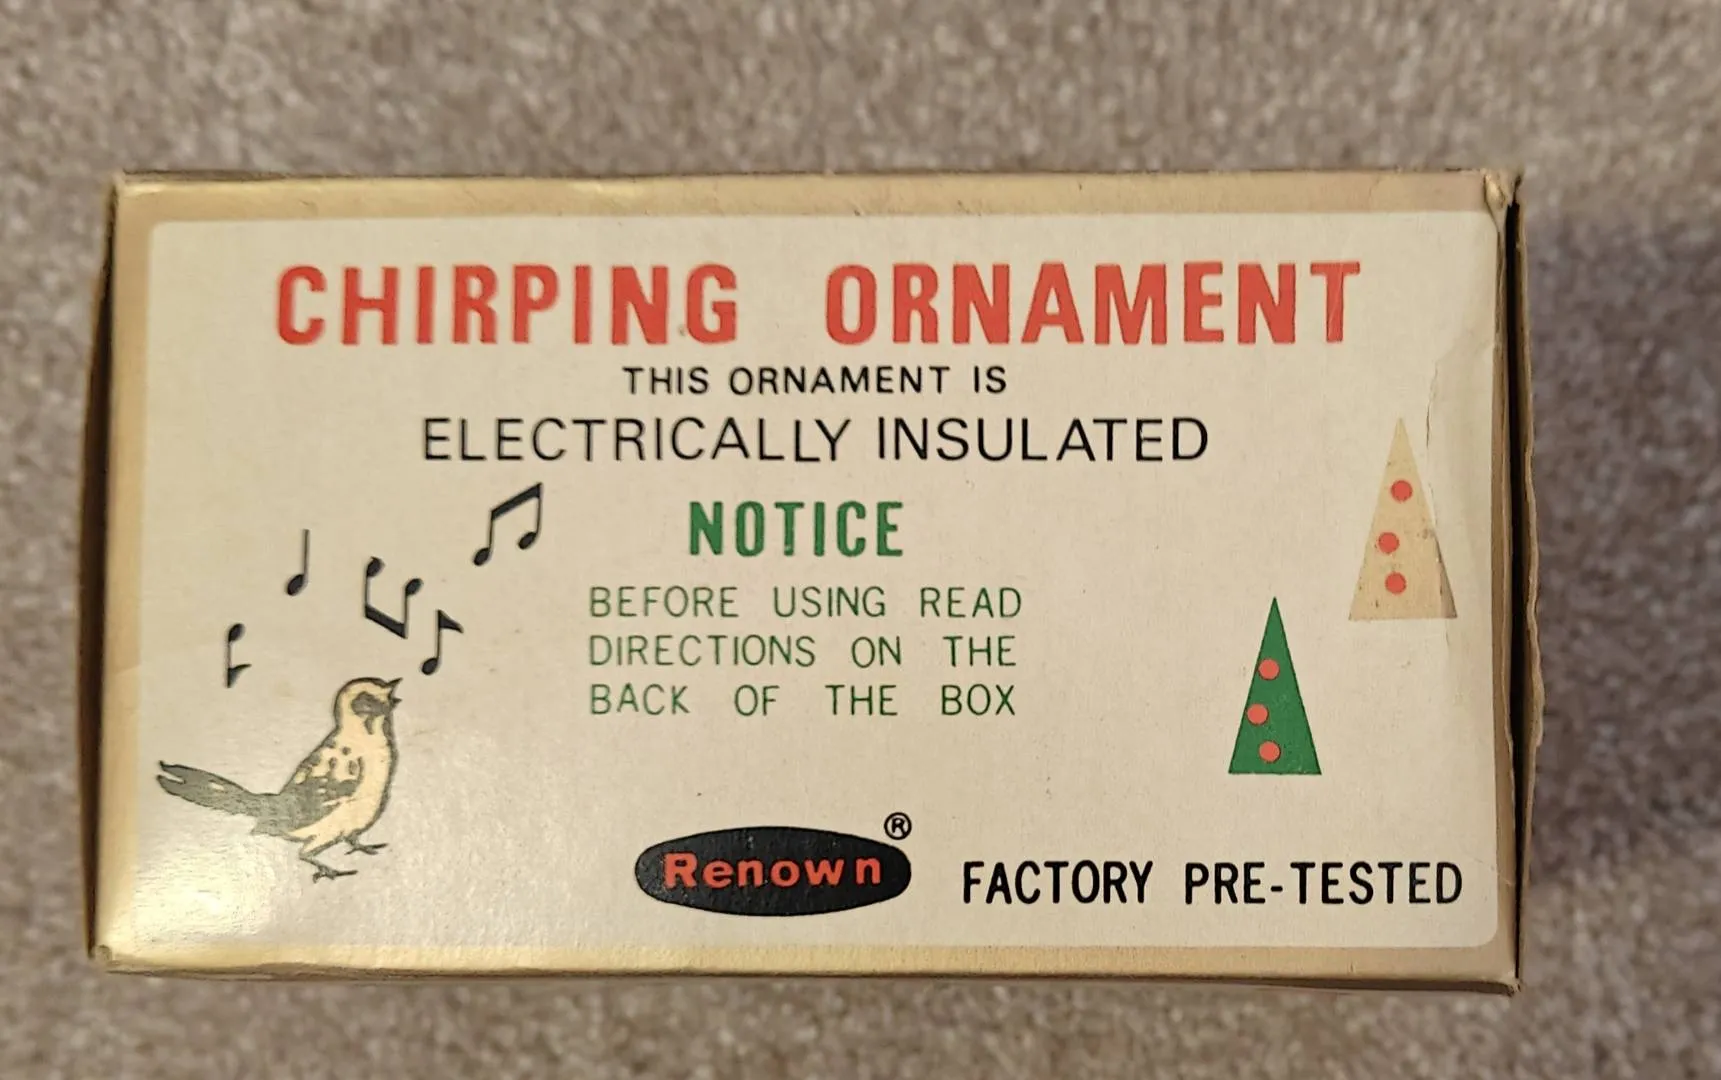 CHIRPING ORNAMENT
THIS ORNAMENT IS
ELECTRICALLY INSULATED
NOTICE
BEFORE USING READ
DIRECTIONS ON THE
BACK OF THE BOX
Renown®
FACTORY PRE-TESTED